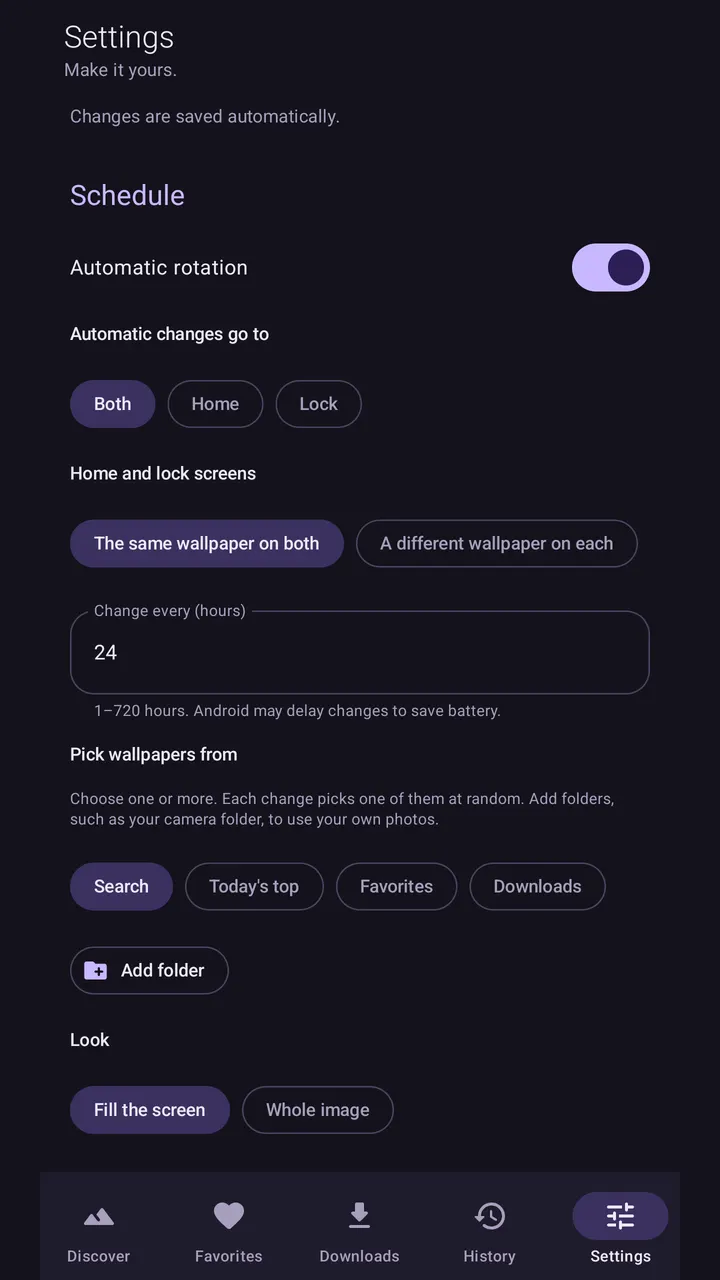 Settings
Make it yours.
Changes are saved automatically.
Schedule
Automatic rotation
Automatic changes go to
Both
Home
Lock
Home and lock screens
The same wallpaper on both
A different wallpaper on each
Change every (hours)
24
1–720 hours. Android may delay changes to save battery.
Pick wallpapers from
Choose one or more. Each change picks one of them at random. Add folders,
such as your camera folder, to use your own photos.
Search
Today's top
Favorites
Downloads
Add folder
Look
Fill the screen
Whole image
Discover
Favorites
Downloads
History
Settings